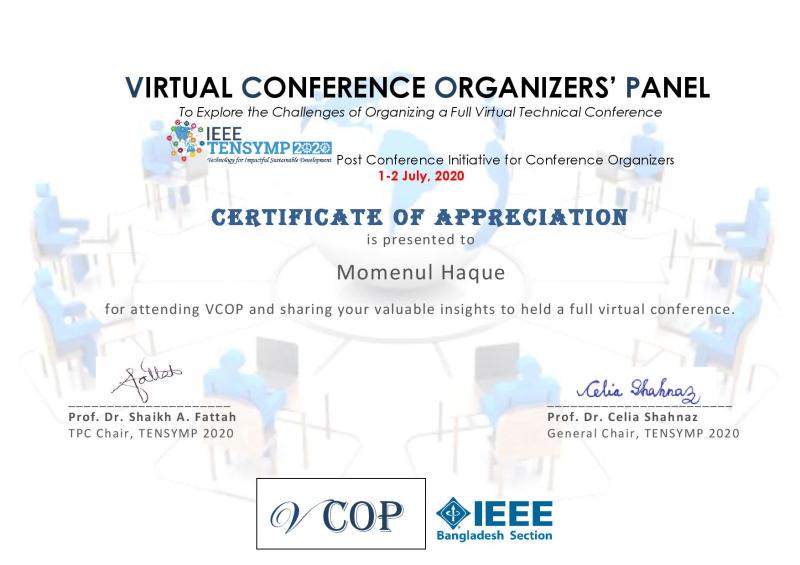 VIRTUAL CONFERENCE ORGANIZERS' PANEL
To Explore the Challenges of Organizing a Full Virtual Technical Conference
IEEE
TENSYMP 2020
Technology for Impactful Sustainable Development
Post Conference Initiative for Conference Organizers
1-2 July, 2020
CERTIFICATE OF APPRECIATION
is presented to
Momenul Haque
for attending VCOP and sharing your valuable insights to held a full virtual conference.
Fattah
Celia Shahnaz
Prof. Dr. Shaikh A. Fattah
TPC Chair, TENSYMP 2020
Prof. Dr. Celia Shahnaz
General Chair, TENSYMP 2020
VCOP
IEEE
Bangladesh Section